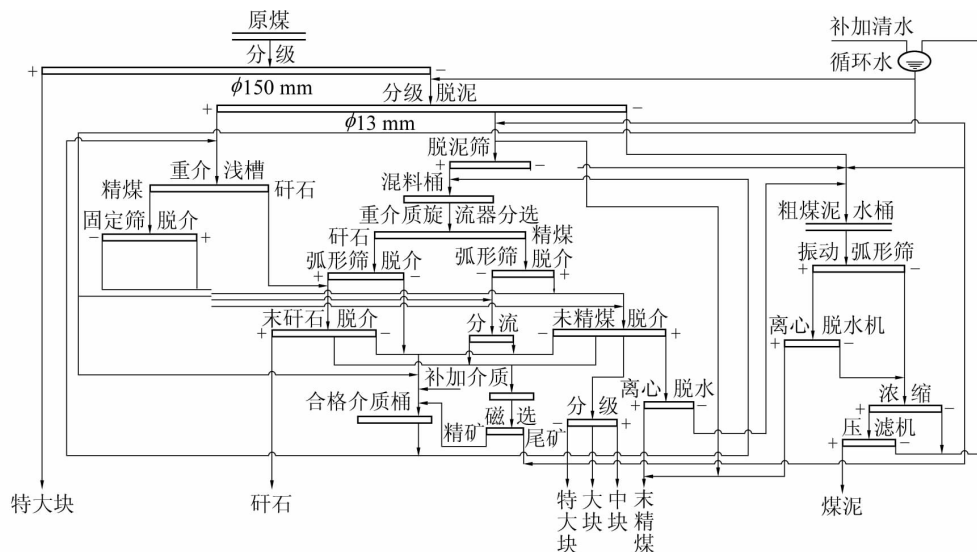 原煤
补加清水
分级
循环水
+ −
ϕ150 mm
分级脱泥
+ −
ϕ13 mm
脱泥筛
+ −
重介浅槽
混料桶
精煤 矸石
粗煤泥水桶
重介质旋流器分选
固定筛脱介
− +
矸石 精煤
振动弧形筛
+ −
弧形筛脱介
+ −
弧形筛脱介
− +
末矸石脱介
+ −
分流
未精煤脱介
− +
离心脱水机
+ −
补加介质
离心脱水
+ −
浓缩
+ −
合格介质桶
磁选
精矿 尾矿
分级
− +
压滤机
+ −
特大块
矸石
特大块
大块
中块
末精煤
煤泥